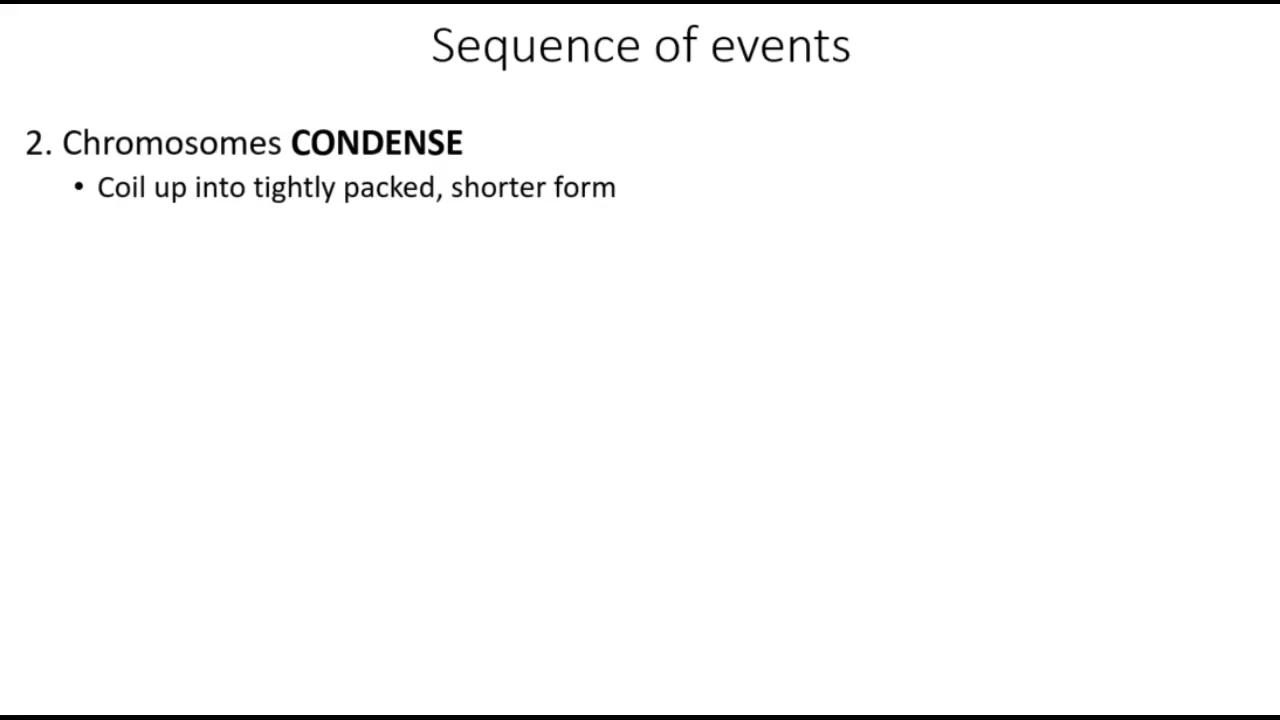 Sequence of events
2. Chromosomes CONDENSE
• Coil up into tightly packed, shorter form